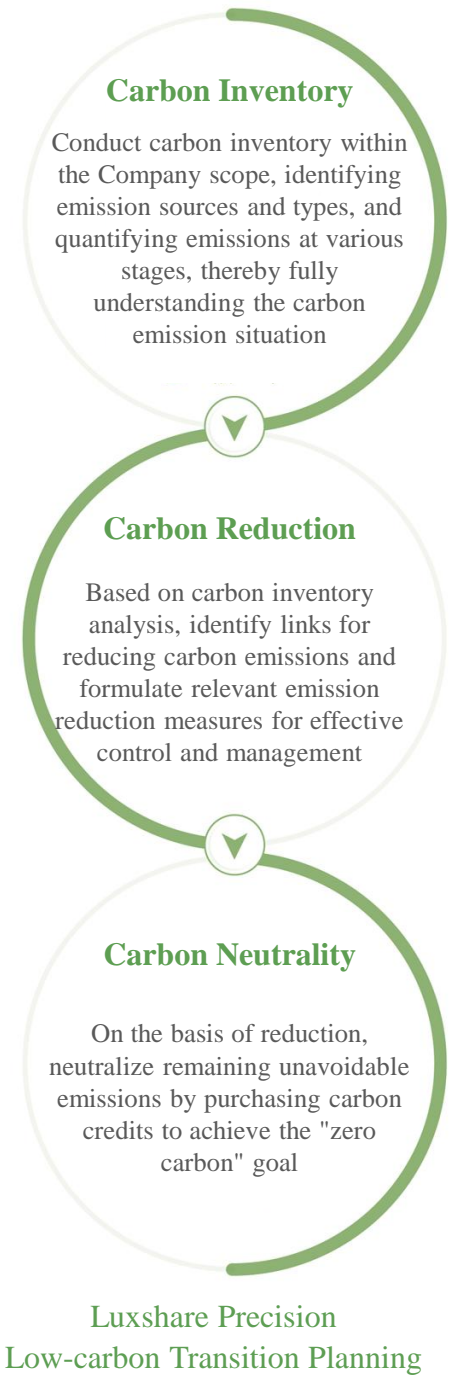 Carbon Inventory
Conduct carbon inventory within
the Company scope, identifying
emission sources and types, and
quantifying emissions at various
stages, thereby fully
understanding the carbon
emission situation
Carbon Reduction
Based on carbon inventory
analysis, identify links for
reducing carbon emissions and
formulate relevant emission
reduction measures for effective
control and management
Carbon Neutrality
On the basis of reduction,
neutralize remaining unavoidable
emissions by purchasing carbon
credits to achieve the "zero
carbon" goal
Luxshare Precision
Low-carbon Transition Planning